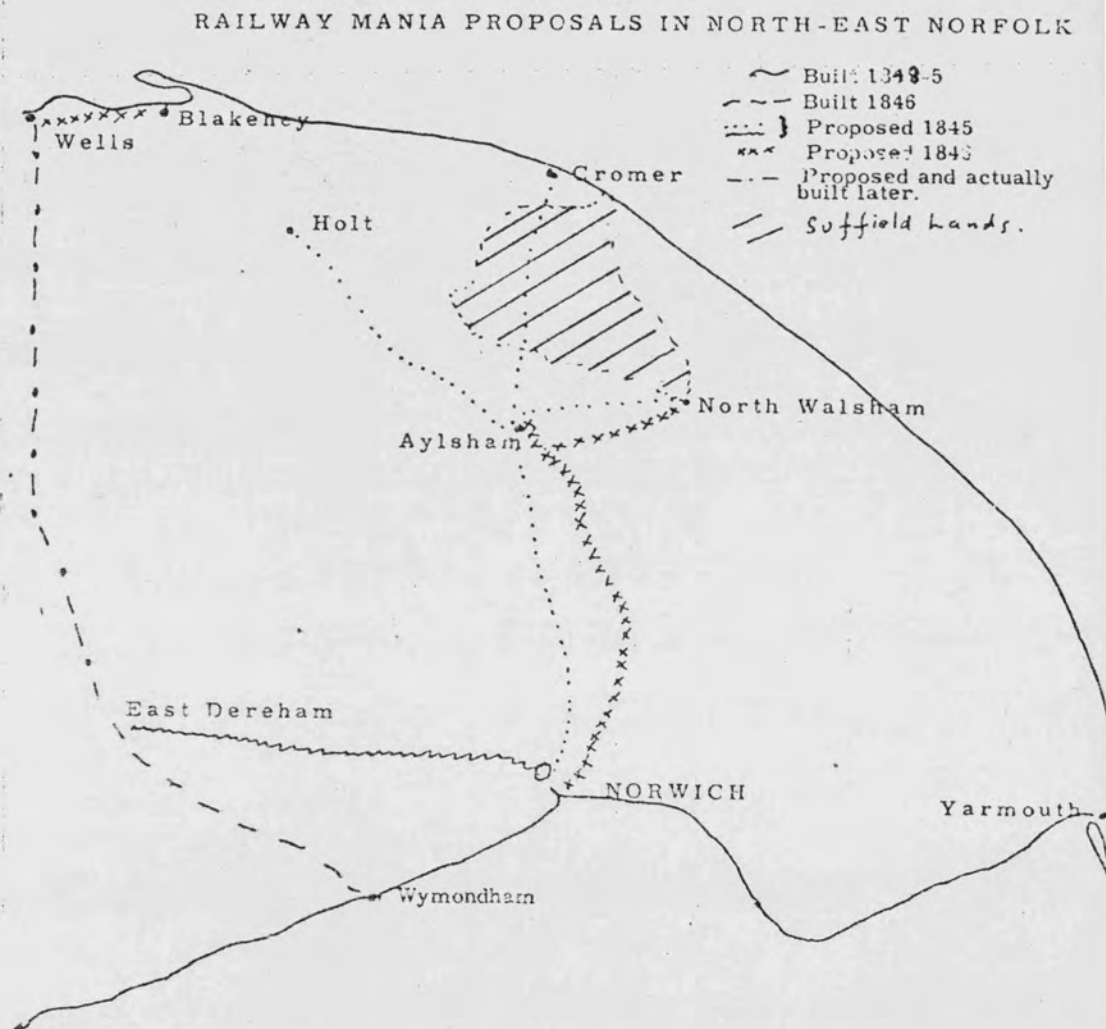 RAILWAY MANIA PROPOSALS IN NORTH-EAST NORFOLK
Built 1848-5
Built 1846
Proposed 1845
Proposed 1846
Proposed and actually
built later.
Suffield Lands.
Blakeney
Wells
Cromer
Holt
North Walsham
Aylsham
East Dereham
NORWICH
Yarmouth
Wymondham